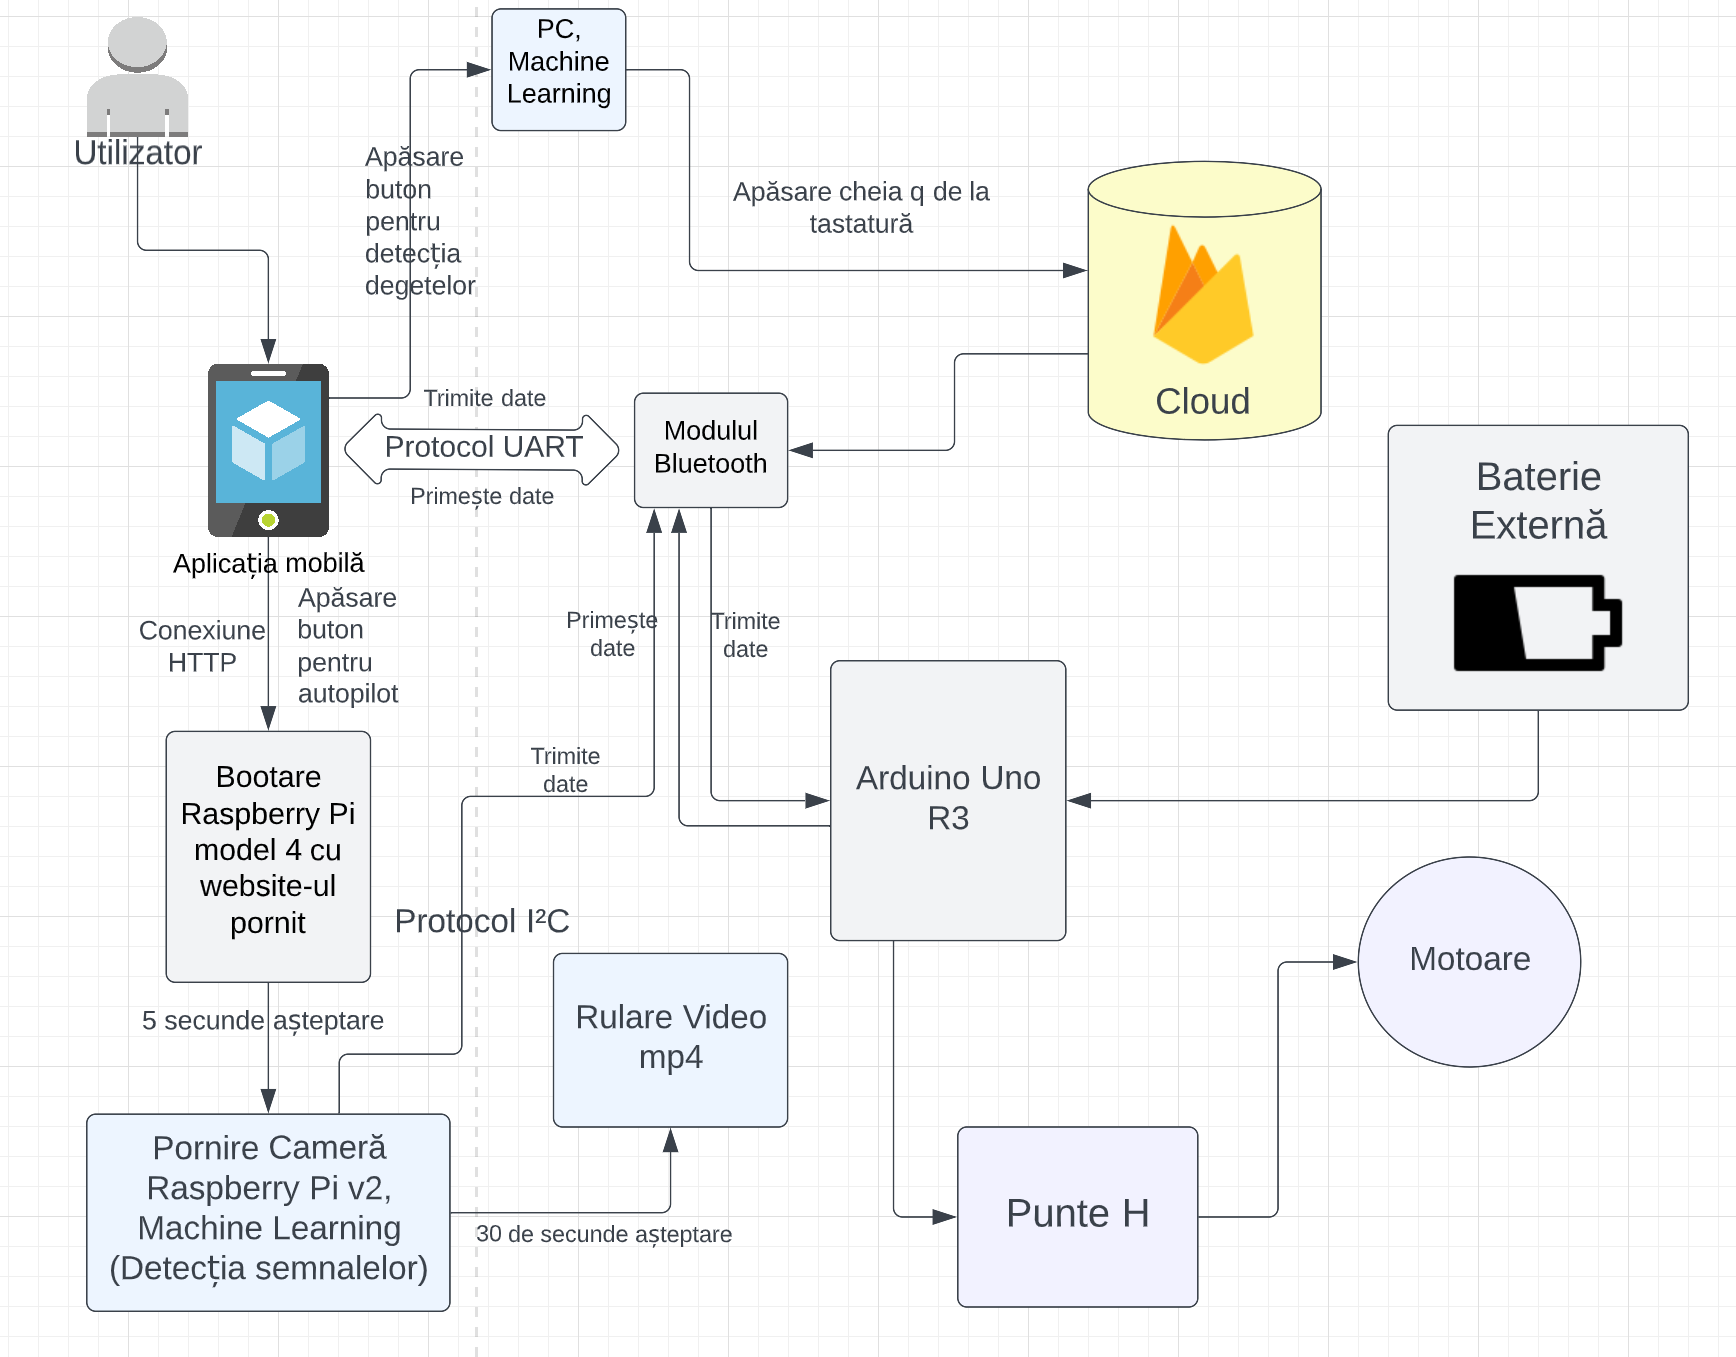 PC,
Machine
Learning
Utilizator
Apăsare
buton
pentru
detecția
degetelor
Apăsare cheia q de la
tastatură
Cloud
Trimite date
Protocol UART
Primește date
Modulul
Bluetooth
Baterie
Externă
Aplicația mobilă
Conexiune
HTTP
Apăsare
buton
pentru
autopilot
Primește
date
Trimite
date
Trimite
date
Arduino Uno
R3
Bootare
Raspberry Pi
model 4 cu
website-ul
pornit
Protocol I²C
Motoare
5 secunde așteptare
Rulare Video
mp4
Pornire Cameră
Raspberry Pi v2,
Machine Learning
(Detecția semnalelor)
30 de secunde așteptare
Punte H